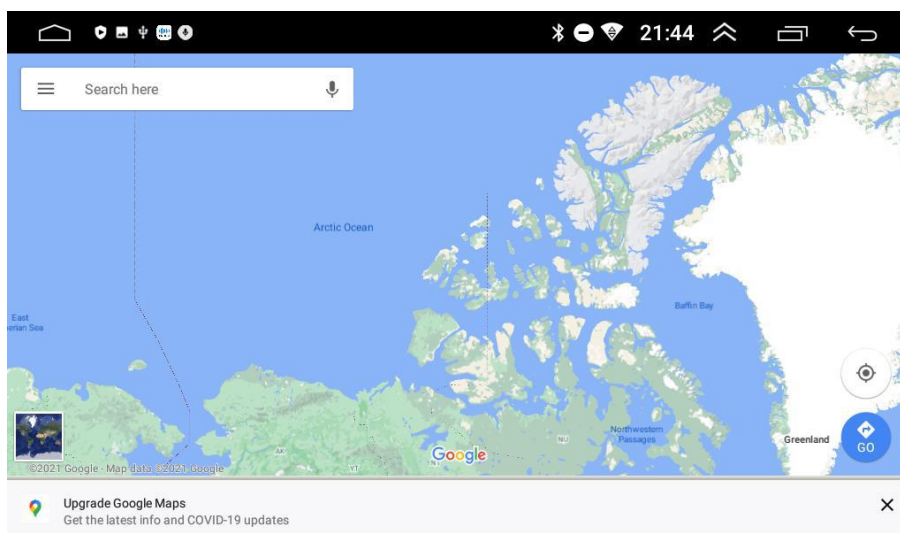 21:44
Search here
Arctic Ocean
Baffin Bay
East
erian Sea
Northwestern
Passages
NU
Greenland
GO
AK
YT
Google
©2021 Google · Map data ©2021 Google
Upgrade Google Maps
Get the latest info and COVID-19 updates